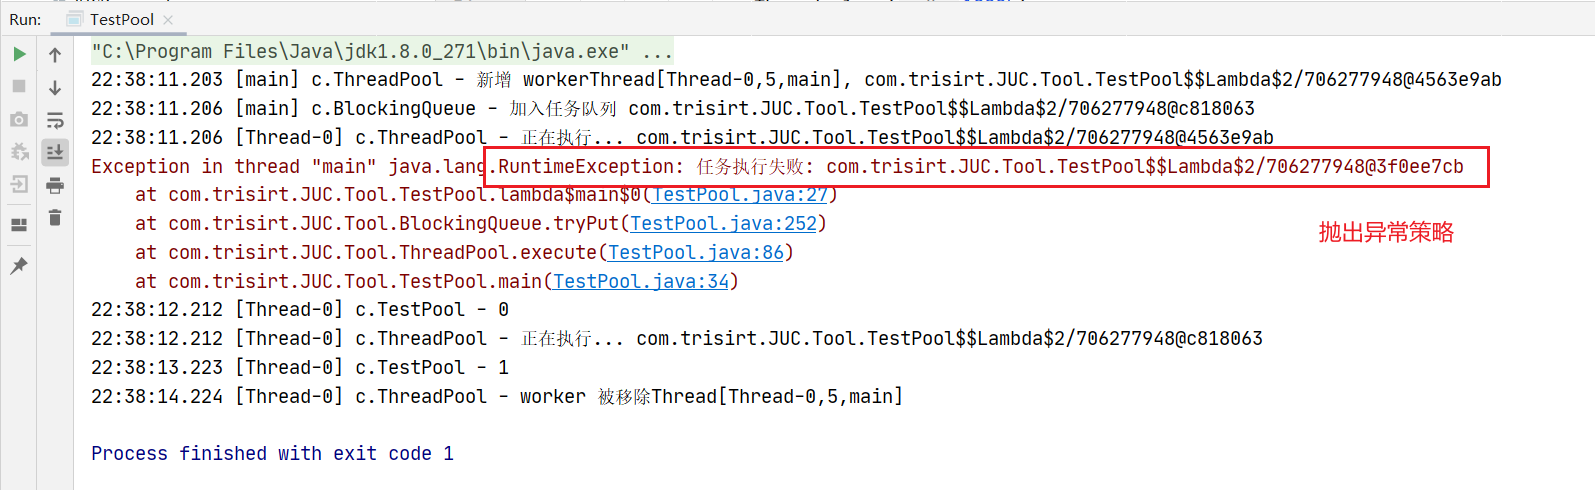 Run: TestPool ×
"C:\Program Files\Java\jdk1.8.0_271\bin\java.exe" ...
22:38:11.203 [main] c.ThreadPool - 新增 workerThread[Thread-0,5,main], com.trisirt.JUC.Tool.TestPool$$Lambda$2/706277948@4563e9ab
22:38:11.206 [main] c.BlockingQueue - 加入任务队列 com.trisirt.JUC.Tool.TestPool$$Lambda$2/706277948@c818063
22:38:11.206 [Thread-0] c.ThreadPool - 正在执行... com.trisirt.JUC.Tool.TestPool$$Lambda$2/706277948@4563e9ab
Exception in thread "main" java.lang.RuntimeException: 任务执行失败: com.trisirt.JUC.Tool.TestPool$$Lambda$2/706277948@3f0ee7cb
at com.trisirt.JUC.Tool.TestPool.lambda$main$0(TestPool.java:27)
at com.trisirt.JUC.Tool.BlockingQueue.tryPut(TestPool.java:252)
抛出异常策略
at com.trisirt.JUC.Tool.ThreadPool.execute(TestPool.java:86)
at com.trisirt.JUC.Tool.TestPool.main(TestPool.java:34)
22:38:12.212 [Thread-0] c.TestPool - 0
22:38:12.212 [Thread-0] c.ThreadPool - 正在执行... com.trisirt.JUC.Tool.TestPool$$Lambda$2/706277948@c818063
22:38:13.223 [Thread-0] c.TestPool - 1
22:38:14.224 [Thread-0] c.ThreadPool - worker 被移除Thread[Thread-0,5,main]
Process finished with exit code 1